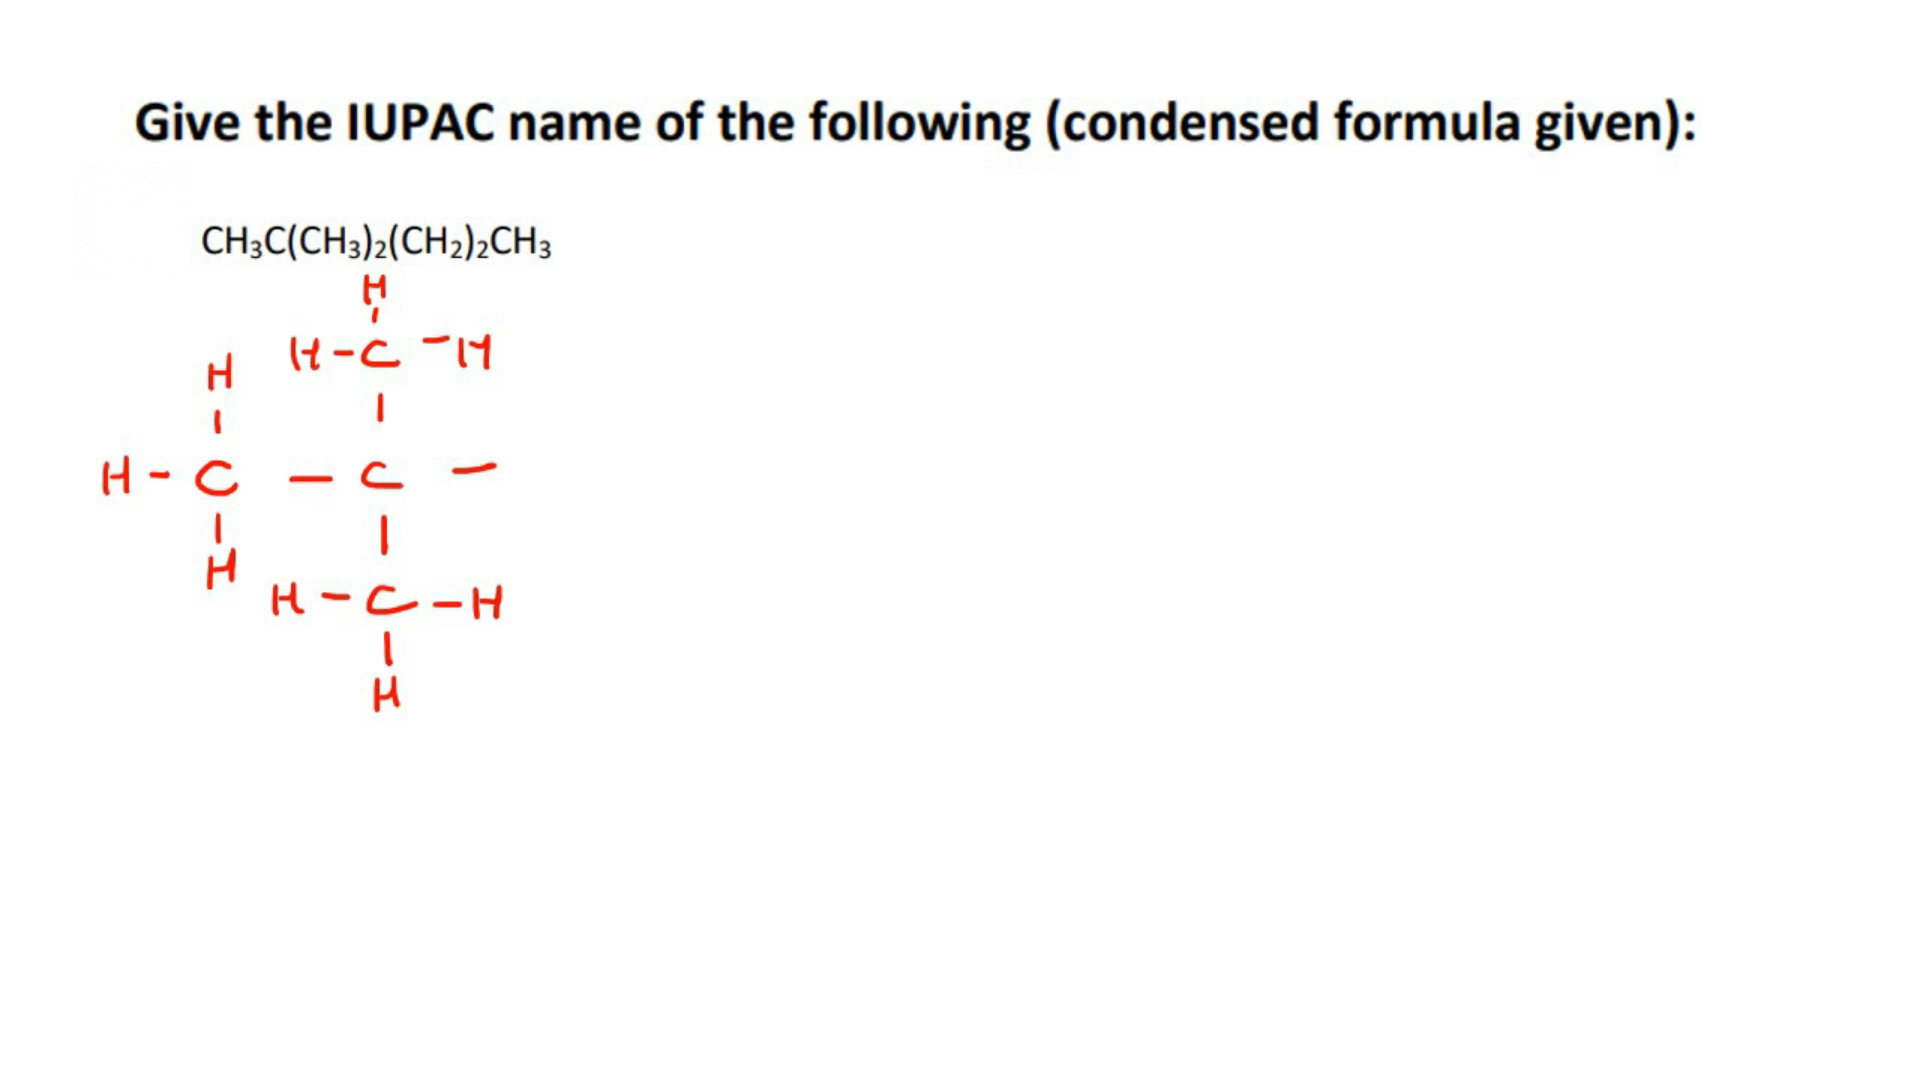 Give the IUPAC name of the following (condensed formula given):
CH₃C(CH₃)₂(CH₂)₂CH₃
H
H-C-H
H
H-C-C-
H
H-C-H
H